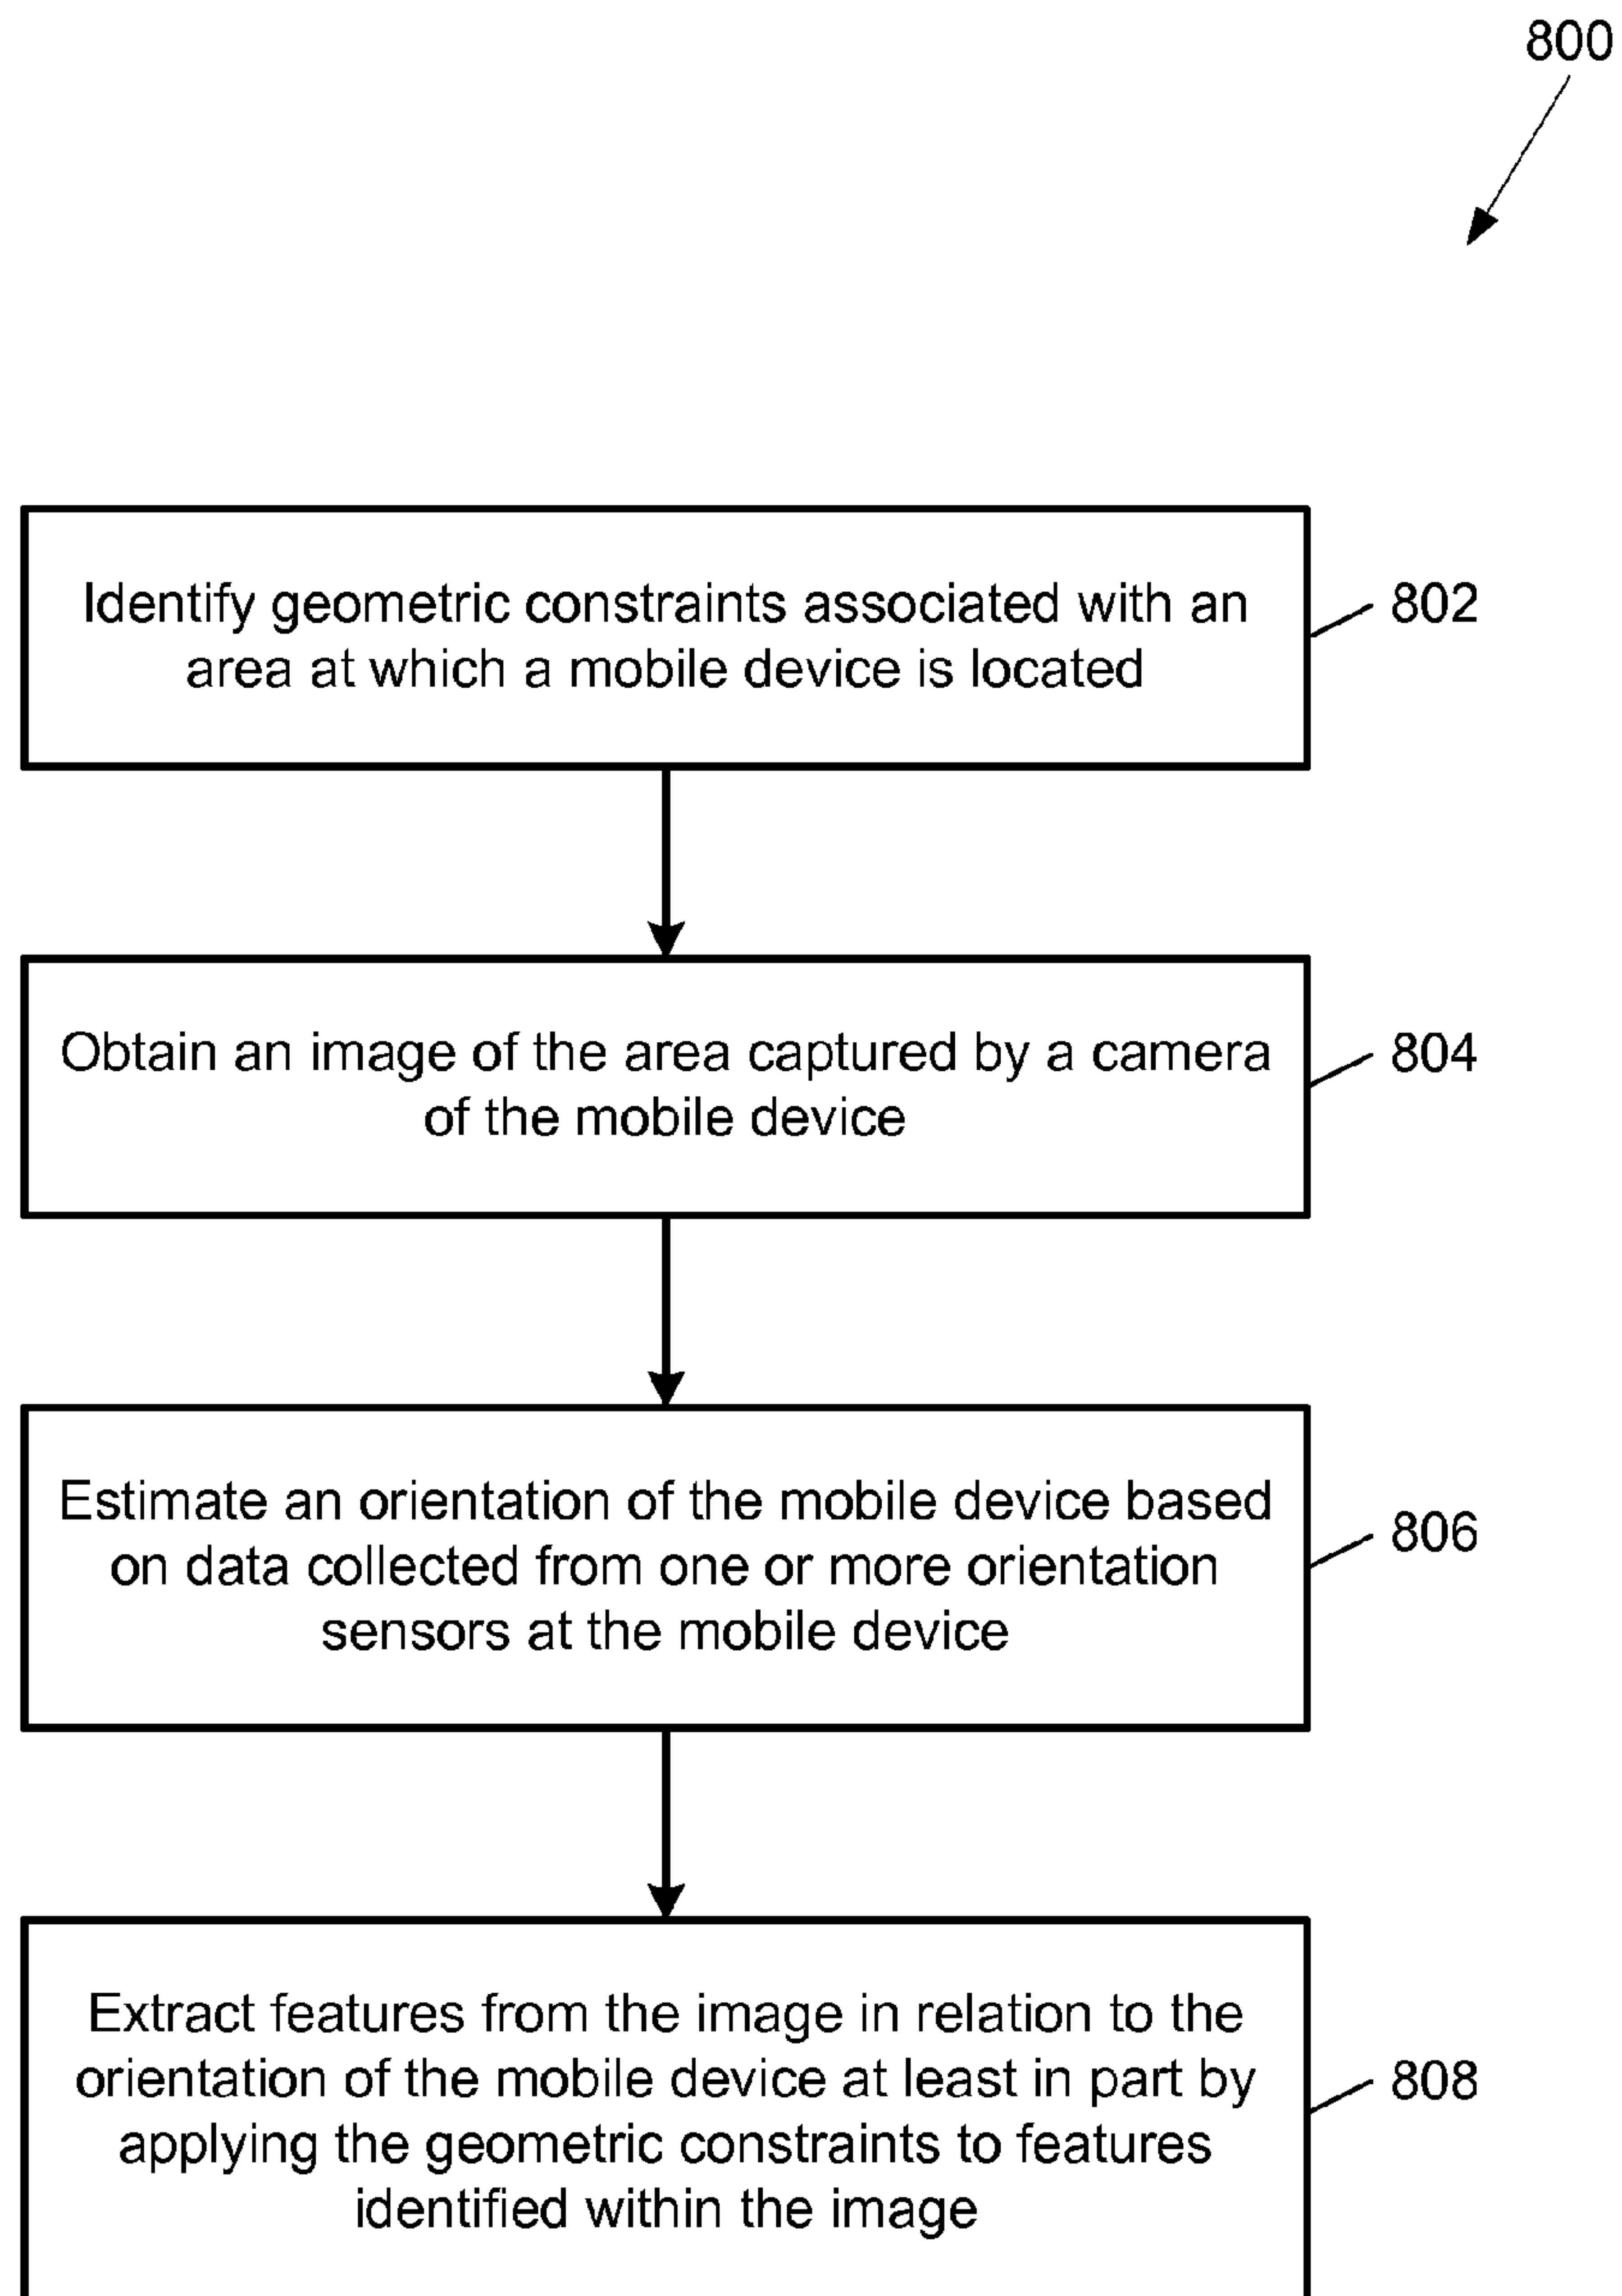 800
Identify geometric constraints associated with an
area at which a mobile device is located
802
Obtain an image of the area captured by a camera
of the mobile device
804
Estimate an orientation of the mobile device based
on data collected from one or more orientation
sensors at the mobile device
806
Extract features from the image in relation to the
orientation of the mobile device at least in part by
applying the geometric constraints to features
identified within the image
808